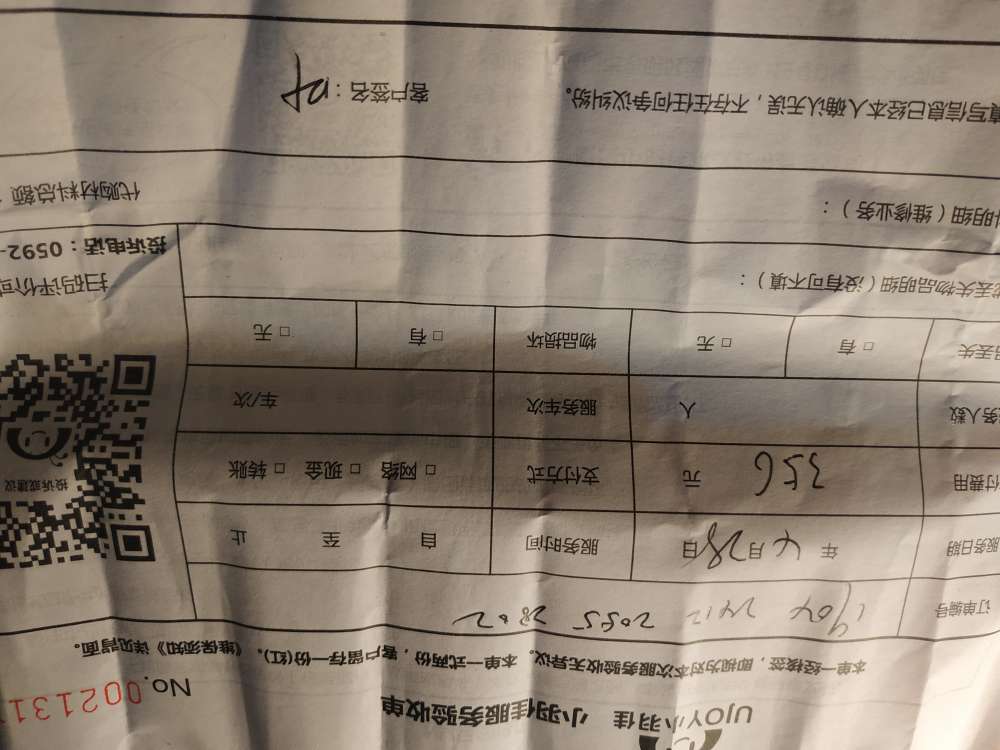 UJOY小羽佳 小羽佳服务验收单
No.002131
本单一经核签，即视为对本次服务验收无异议。本单一式两份，客户留存一份(红)。《维保须知》详见背面。
订单编号 1904 2412 2055 2802
服务日期 年 4月28日 服务时间 自 至 止
付费用 356 元 支付方式 □ 网络 □ 现金 □ 转账
务人数 人 服务车次 车/次
丢失 □ 有 □ 无 物品损坏 □ 有 □ 无
投诉或建议
扫码评价或
投诉电话：0592-
丢失物品明细（没有可不填）：
明细（维修业务）：
代购材料总额
填写信息已经本人确认无误，不存在任何争议纠纷。 客户签名：